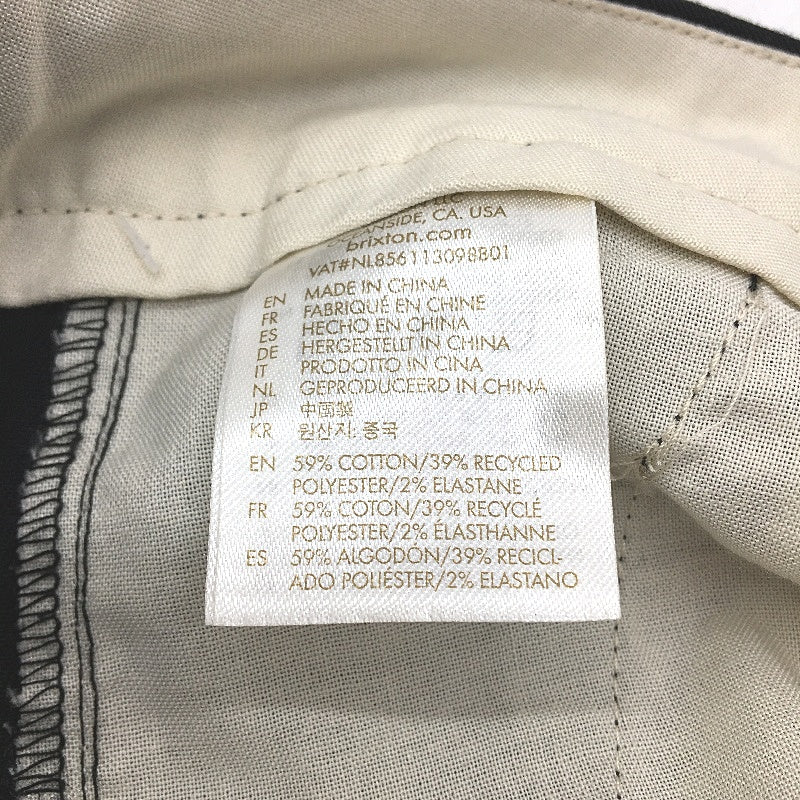 OCEANSIDE, CA. USA
brixton.com
VAT#NL856113098B01
EN MADE IN CHINA
FR FABRIQUÉ EN CHINE
ES HECHO EN CHINA
DE HERGESTELLT IN CHINA
IT PRODOTTO IN CINA
NL GEPRODUCEERD IN CHINA
JP 中国製
KR 원산지: 중국
EN 59% COTTON/39% RECYCLED
POLYESTER/2% ELASTANE
FR 59% COTON/39% RECYCLÉ
POLYESTER/2% ÉLASTHANNE
ES 59% ALGODÓN/39% RECICL-
ADO POLIÉSTER/2% ELASTANO